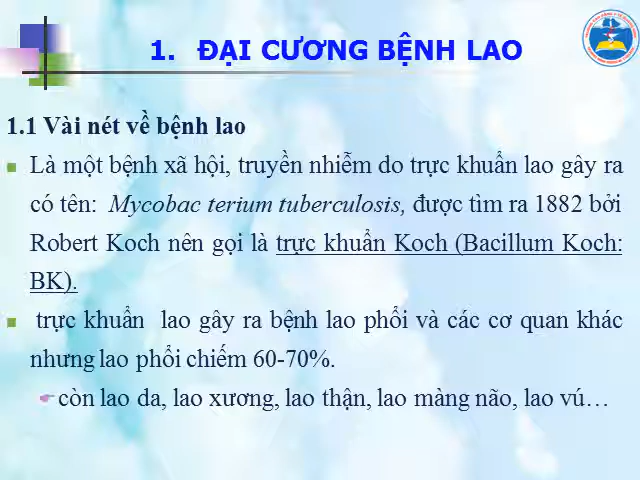 1. ĐẠI CƯƠNG BỆNH LAO
1.1 Vài nét về bệnh lao
Là một bệnh xã hội, truyền nhiễm do trực khuẩn lao gây ra
có tên: Mycobac terium tuberculosis, được tìm ra 1882 bởi
Robert Koch nên gọi là trực khuẩn Koch (Bacillum Koch:
BK).
trực khuẩn lao gây ra bệnh lao phổi và các cơ quan khác
nhưng lao phổi chiếm 60-70%.
còn lao da, lao xương, lao thận, lao màng não, lao vú…